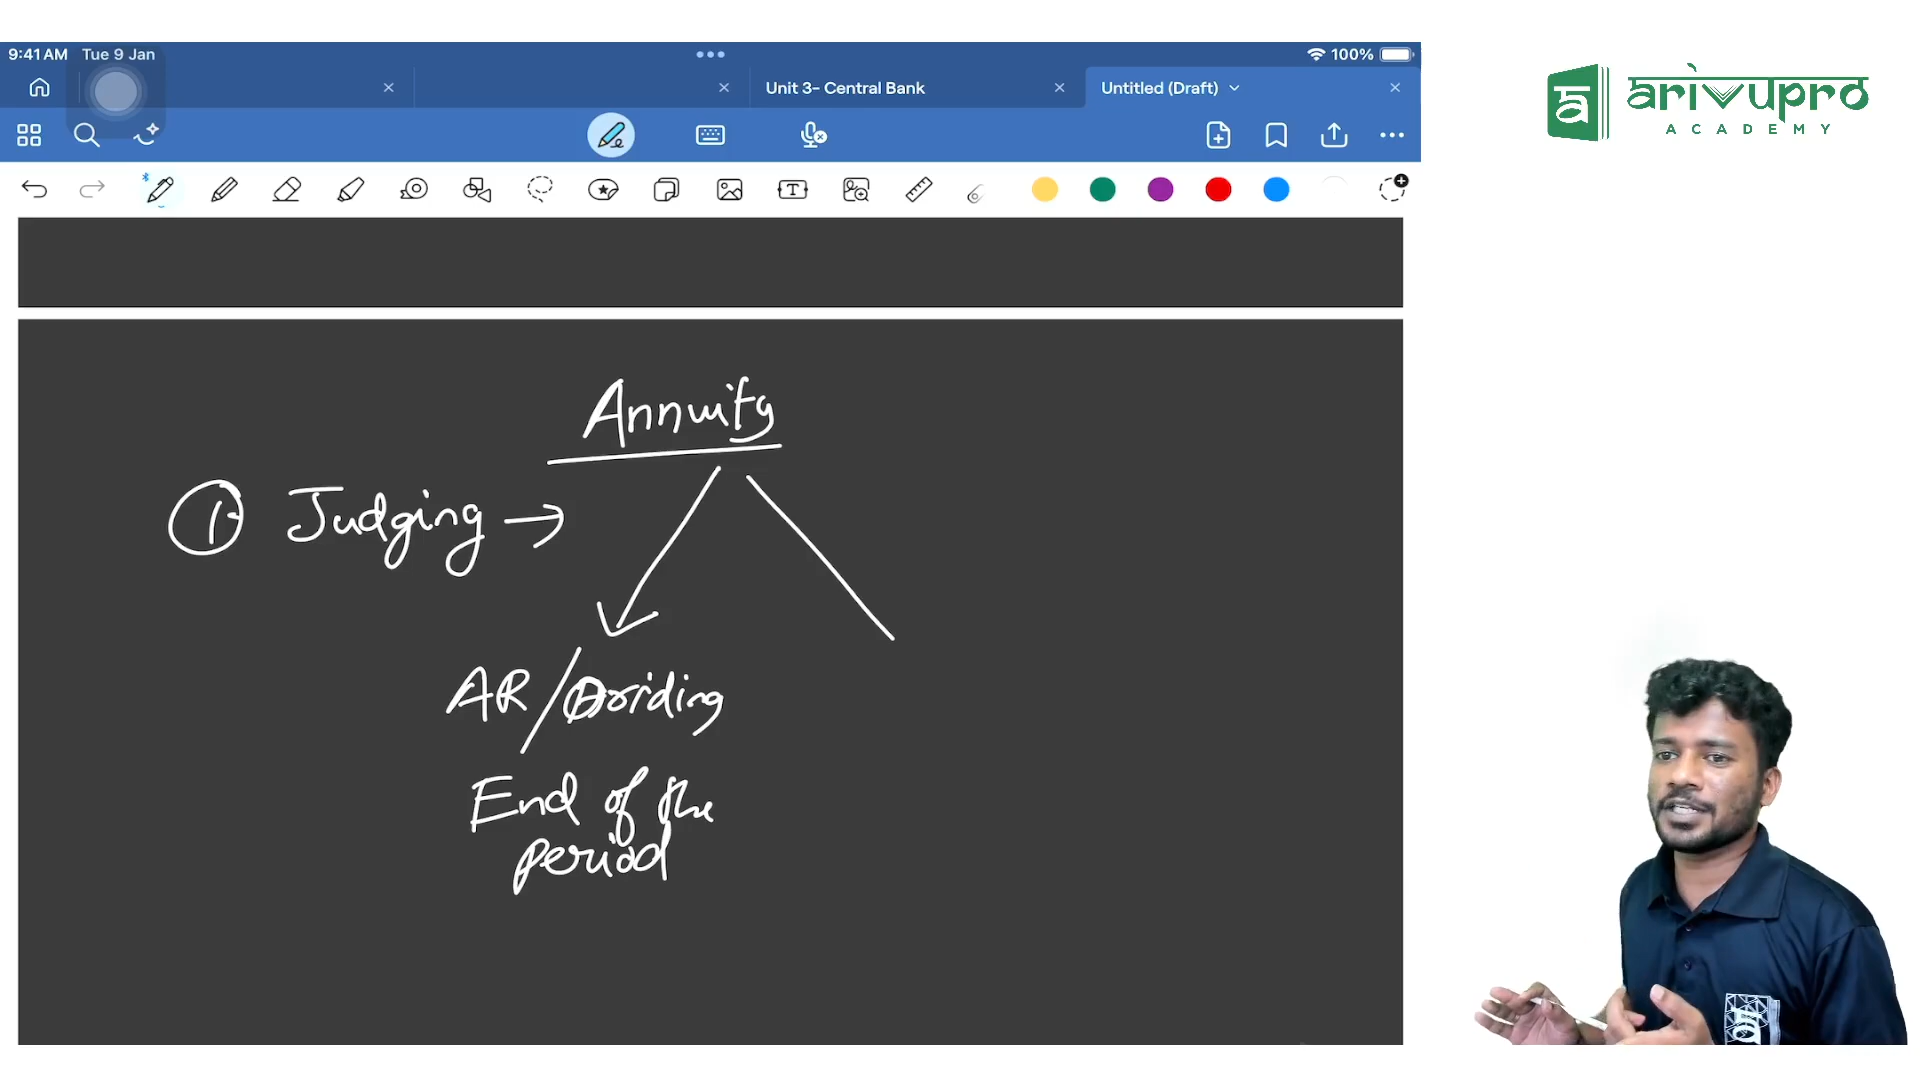 9:41 AM Tue 9 Jan
100%
Unit 3- Central Bank
Untitled (Draft)
arivupro
ACADEMY
Annuity
1 Judging →
AR/
End of the
period